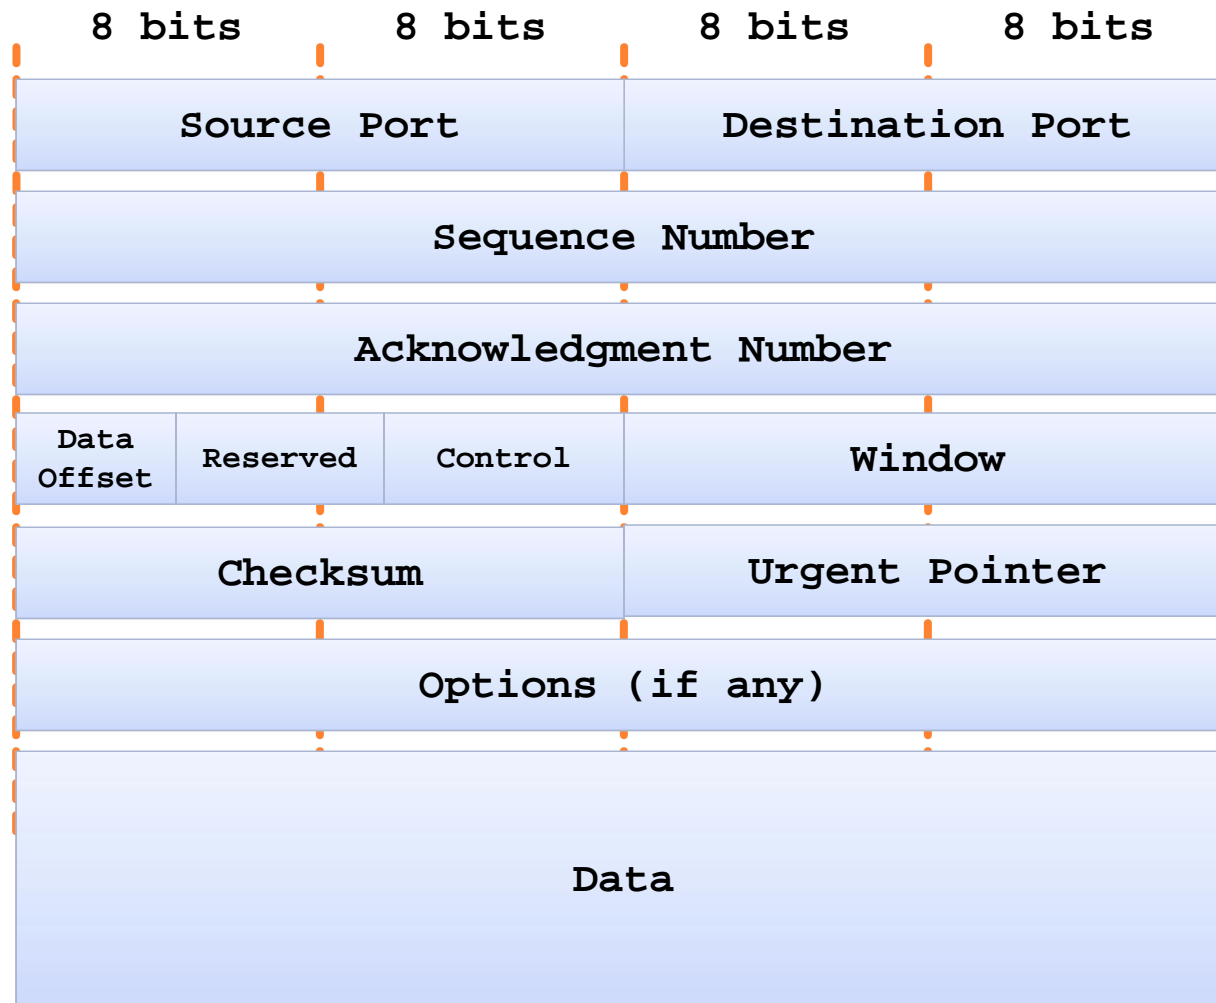 8 bits 8 bits 8 bits 8 bits
Source Port Destination Port
Sequence Number
Acknowledgment Number
Data
Offset
Reserved
Control
Window
Checksum Urgent Pointer
Options (if any)
Data